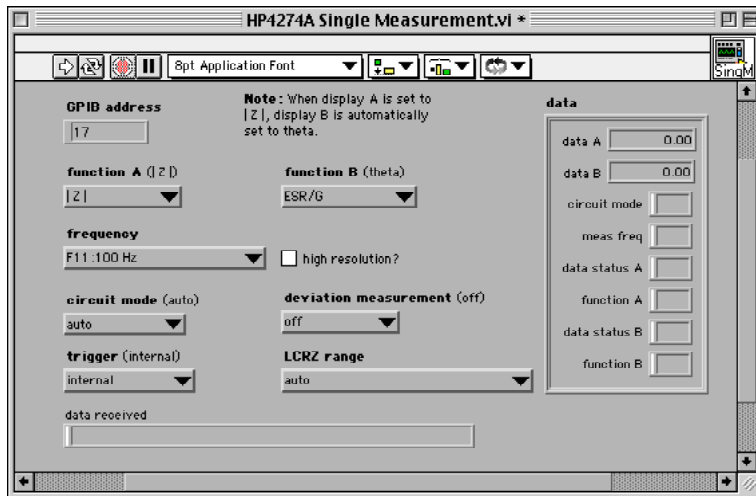 HP4274A Single Measurement.vi *
8pt Application Font
SingM
GPIB address
17
Note: When display A is set to
|Z|, display B is automatically
set to theta.
function A (|Z|)
|Z|
function B (theta)
ESR/G
frequency
F11:100 Hz
high resolution?
circuit mode (auto)
auto
deviation measurement (off)
off
trigger (internal)
internal
LCRZ range
auto
data received
data
data A 0.00
data B 0.00
circuit mode
meas freq
data status A
function A
data status B
function B